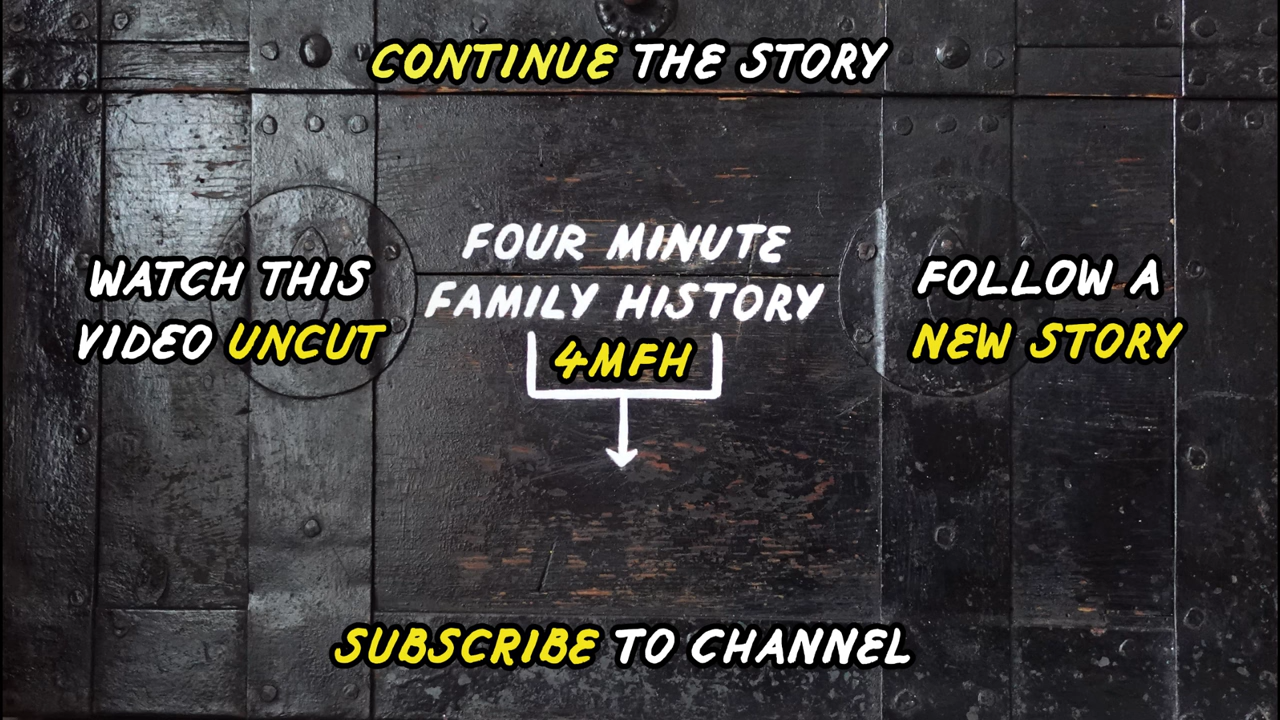 CONTINUE THE STORY
FOUR MINUTE
FAMILY HISTORY
4MFH
WATCH THIS
VIDEO UNCUT
FOLLOW A
NEW STORY
SUBSCRIBE TO CHANNEL